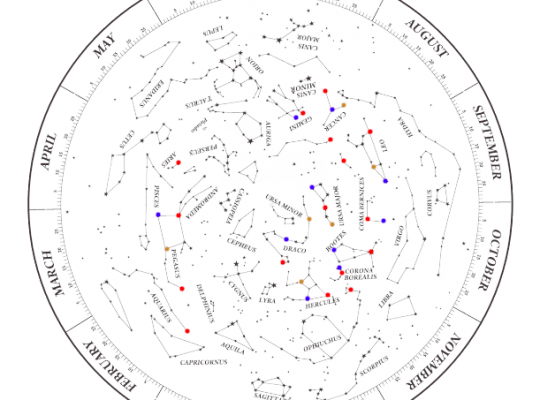 MAY
AUGUST
LEPUS
CANIS
MAJOR
ORION
ERIDANUS
TAURUS
CANIS
MINOR
GEMINI
CANCER
HYDRA
APRIL
SEPTEMBER
CETUS
AURIGA
PERSEUS
ARIES
LEO
PISCES
ANDROMEDA
CASSIOPEIA
URSA MINOR
URSA MAJOR
COMA BERNICES
CORVUS
VIRGO
BOOTES
CEPHEUS
DRACO
PEGASUS
MARCH
OCTOBER
CORONA
BOREALIS
CYGNUS
LYRA
HERCULES
LIBRA
AQUARIUS
DELPHINUS
AQUILA
OPHIUCHUS
CAPRICORNUS
SCORPIUS
FEBRUARY
NOVEMBER